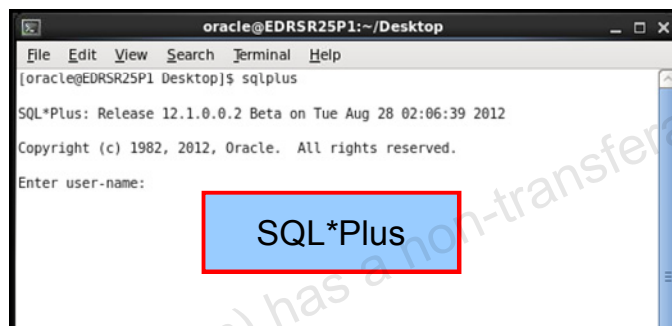 oracle@EDRSR25P1:~/Desktop
File Edit View Search Terminal Help
[oracle@EDRSR25P1 Desktop]$ sqlplus
SQL*Plus: Release 12.1.0.0.2 Beta on Tue Aug 28 02:06:39 2012
Copyright (c) 1982, 2012, Oracle. All rights reserved.
Enter user-name:
SQL*Plus
) has a non-transfera